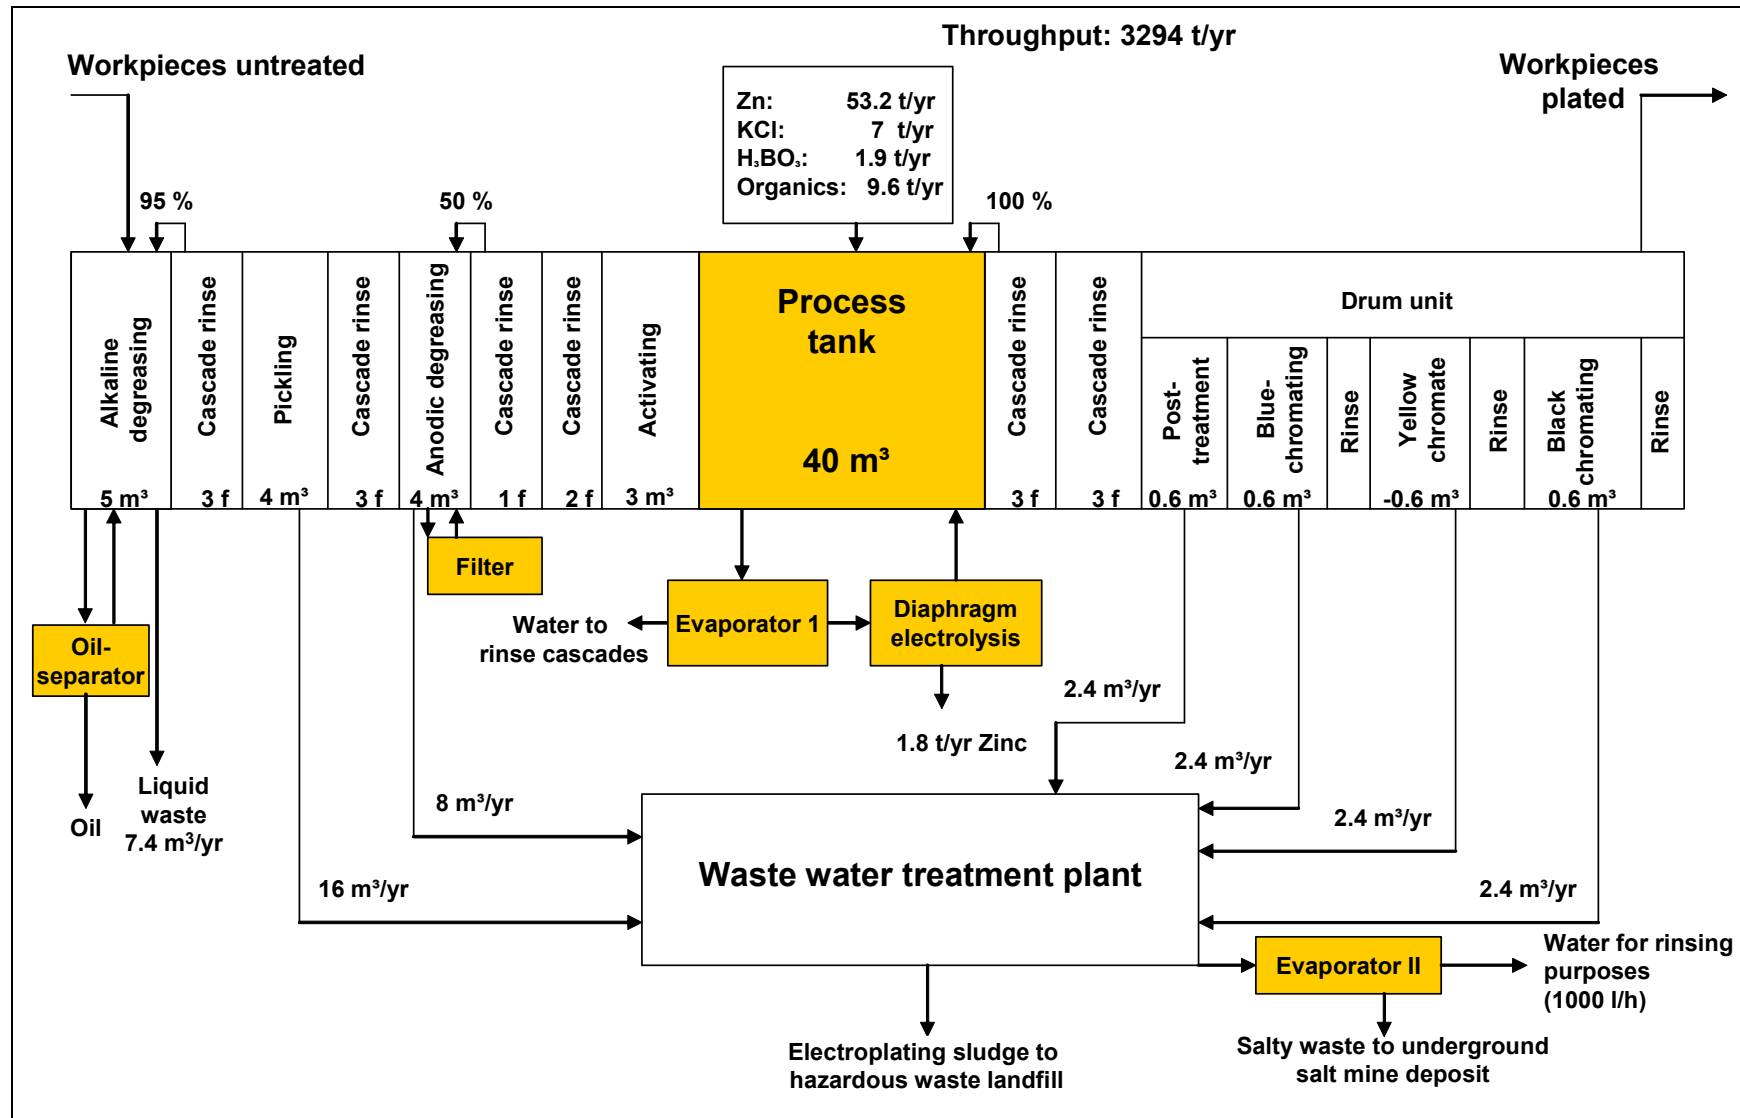 Throughput: 3294 t/yr
Workpieces untreated
Workpieces
plated
Zn: 53.2 t/yr
KCl: 7 t/yr
H₃BO₃: 1.9 t/yr
Organics: 9.6 t/yr
95 %
50 %
100 %
Alkaline
degreasing
5 m³
Cascade rinse
3 f
Pickling
4 m³
Cascade rinse
3 f
Anodic degreasing
4 m³
Cascade rinse
1 f
Cascade rinse
2 f
Activating
3 m³
Process
tank
40 m³
Cascade rinse
3 f
Cascade rinse
3 f
Drum unit
Post-
treatment
0.6 m³
Blue-
chromating
0.6 m³
Rinse
Yellow
chromate
-0.6 m³
Rinse
Black
chromating
0.6 m³
Rinse
Filter
Oil-
separator
Water to
rinse cascades
Evaporator 1
Diaphragm
electrolysis
1.8 t/yr Zinc
Oil
Liquid
waste
7.4 m³/yr
8 m³/yr
16 m³/yr
2.4 m³/yr
2.4 m³/yr
2.4 m³/yr
2.4 m³/yr
Waste water treatment plant
Evaporator II
Water for rinsing
purposes
(1000 l/h)
Electroplating sludge to
hazardous waste landfill
Salty waste to underground
salt mine deposit